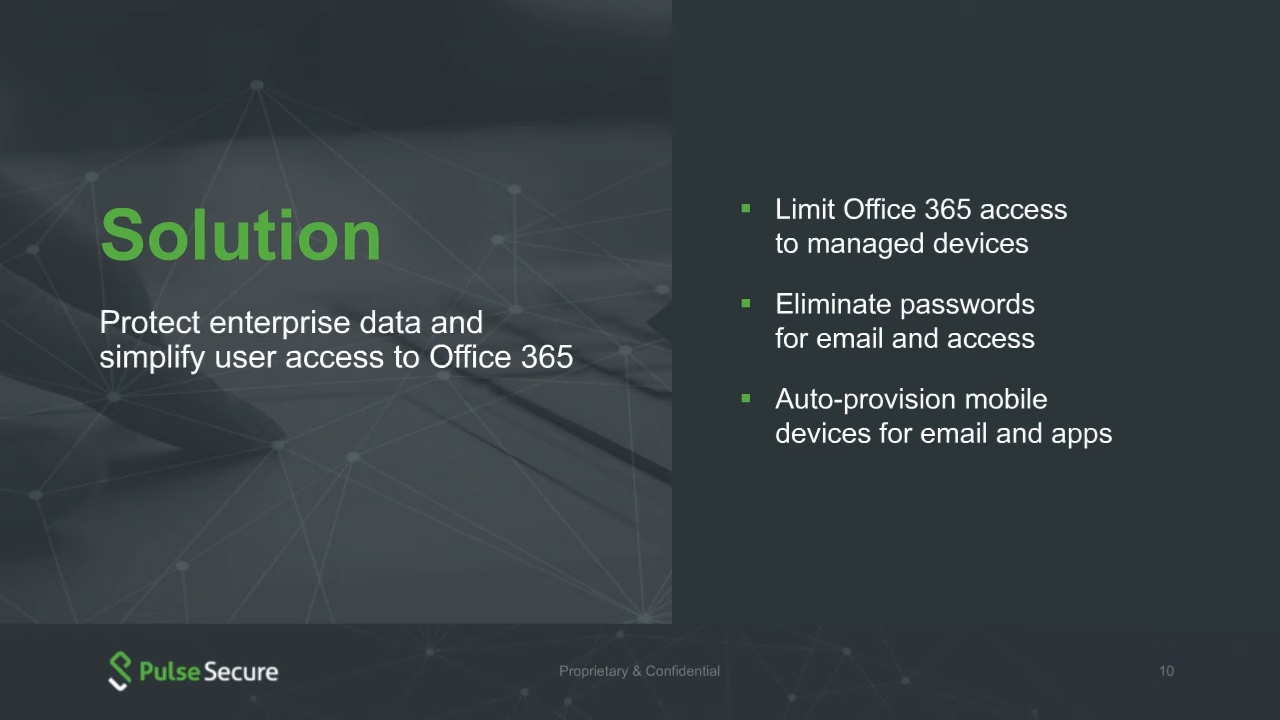 Solution
Protect enterprise data and
simplify user access to Office 365
▪ Limit Office 365 access
to managed devices
▪ Eliminate passwords
for email and access
▪ Auto-provision mobile
devices for email and apps
Pulse Secure
Proprietary & Confidential
10